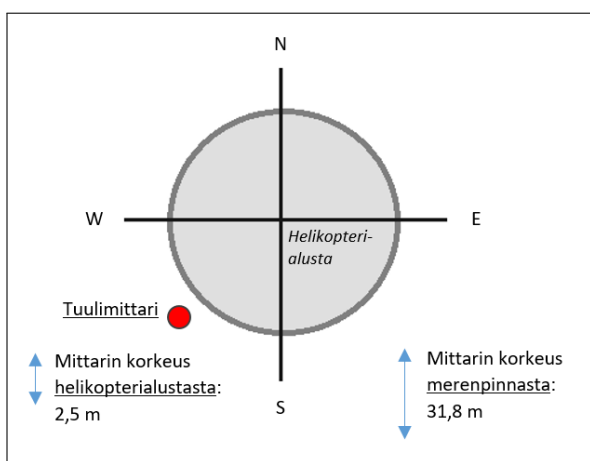 N
W
E
Helikopteri-
alusta
Tuulimittari
Mittarin korkeus
helikopterialustasta:
2,5 m
S
Mittarin korkeus
merenpinnasta:
31,8 m